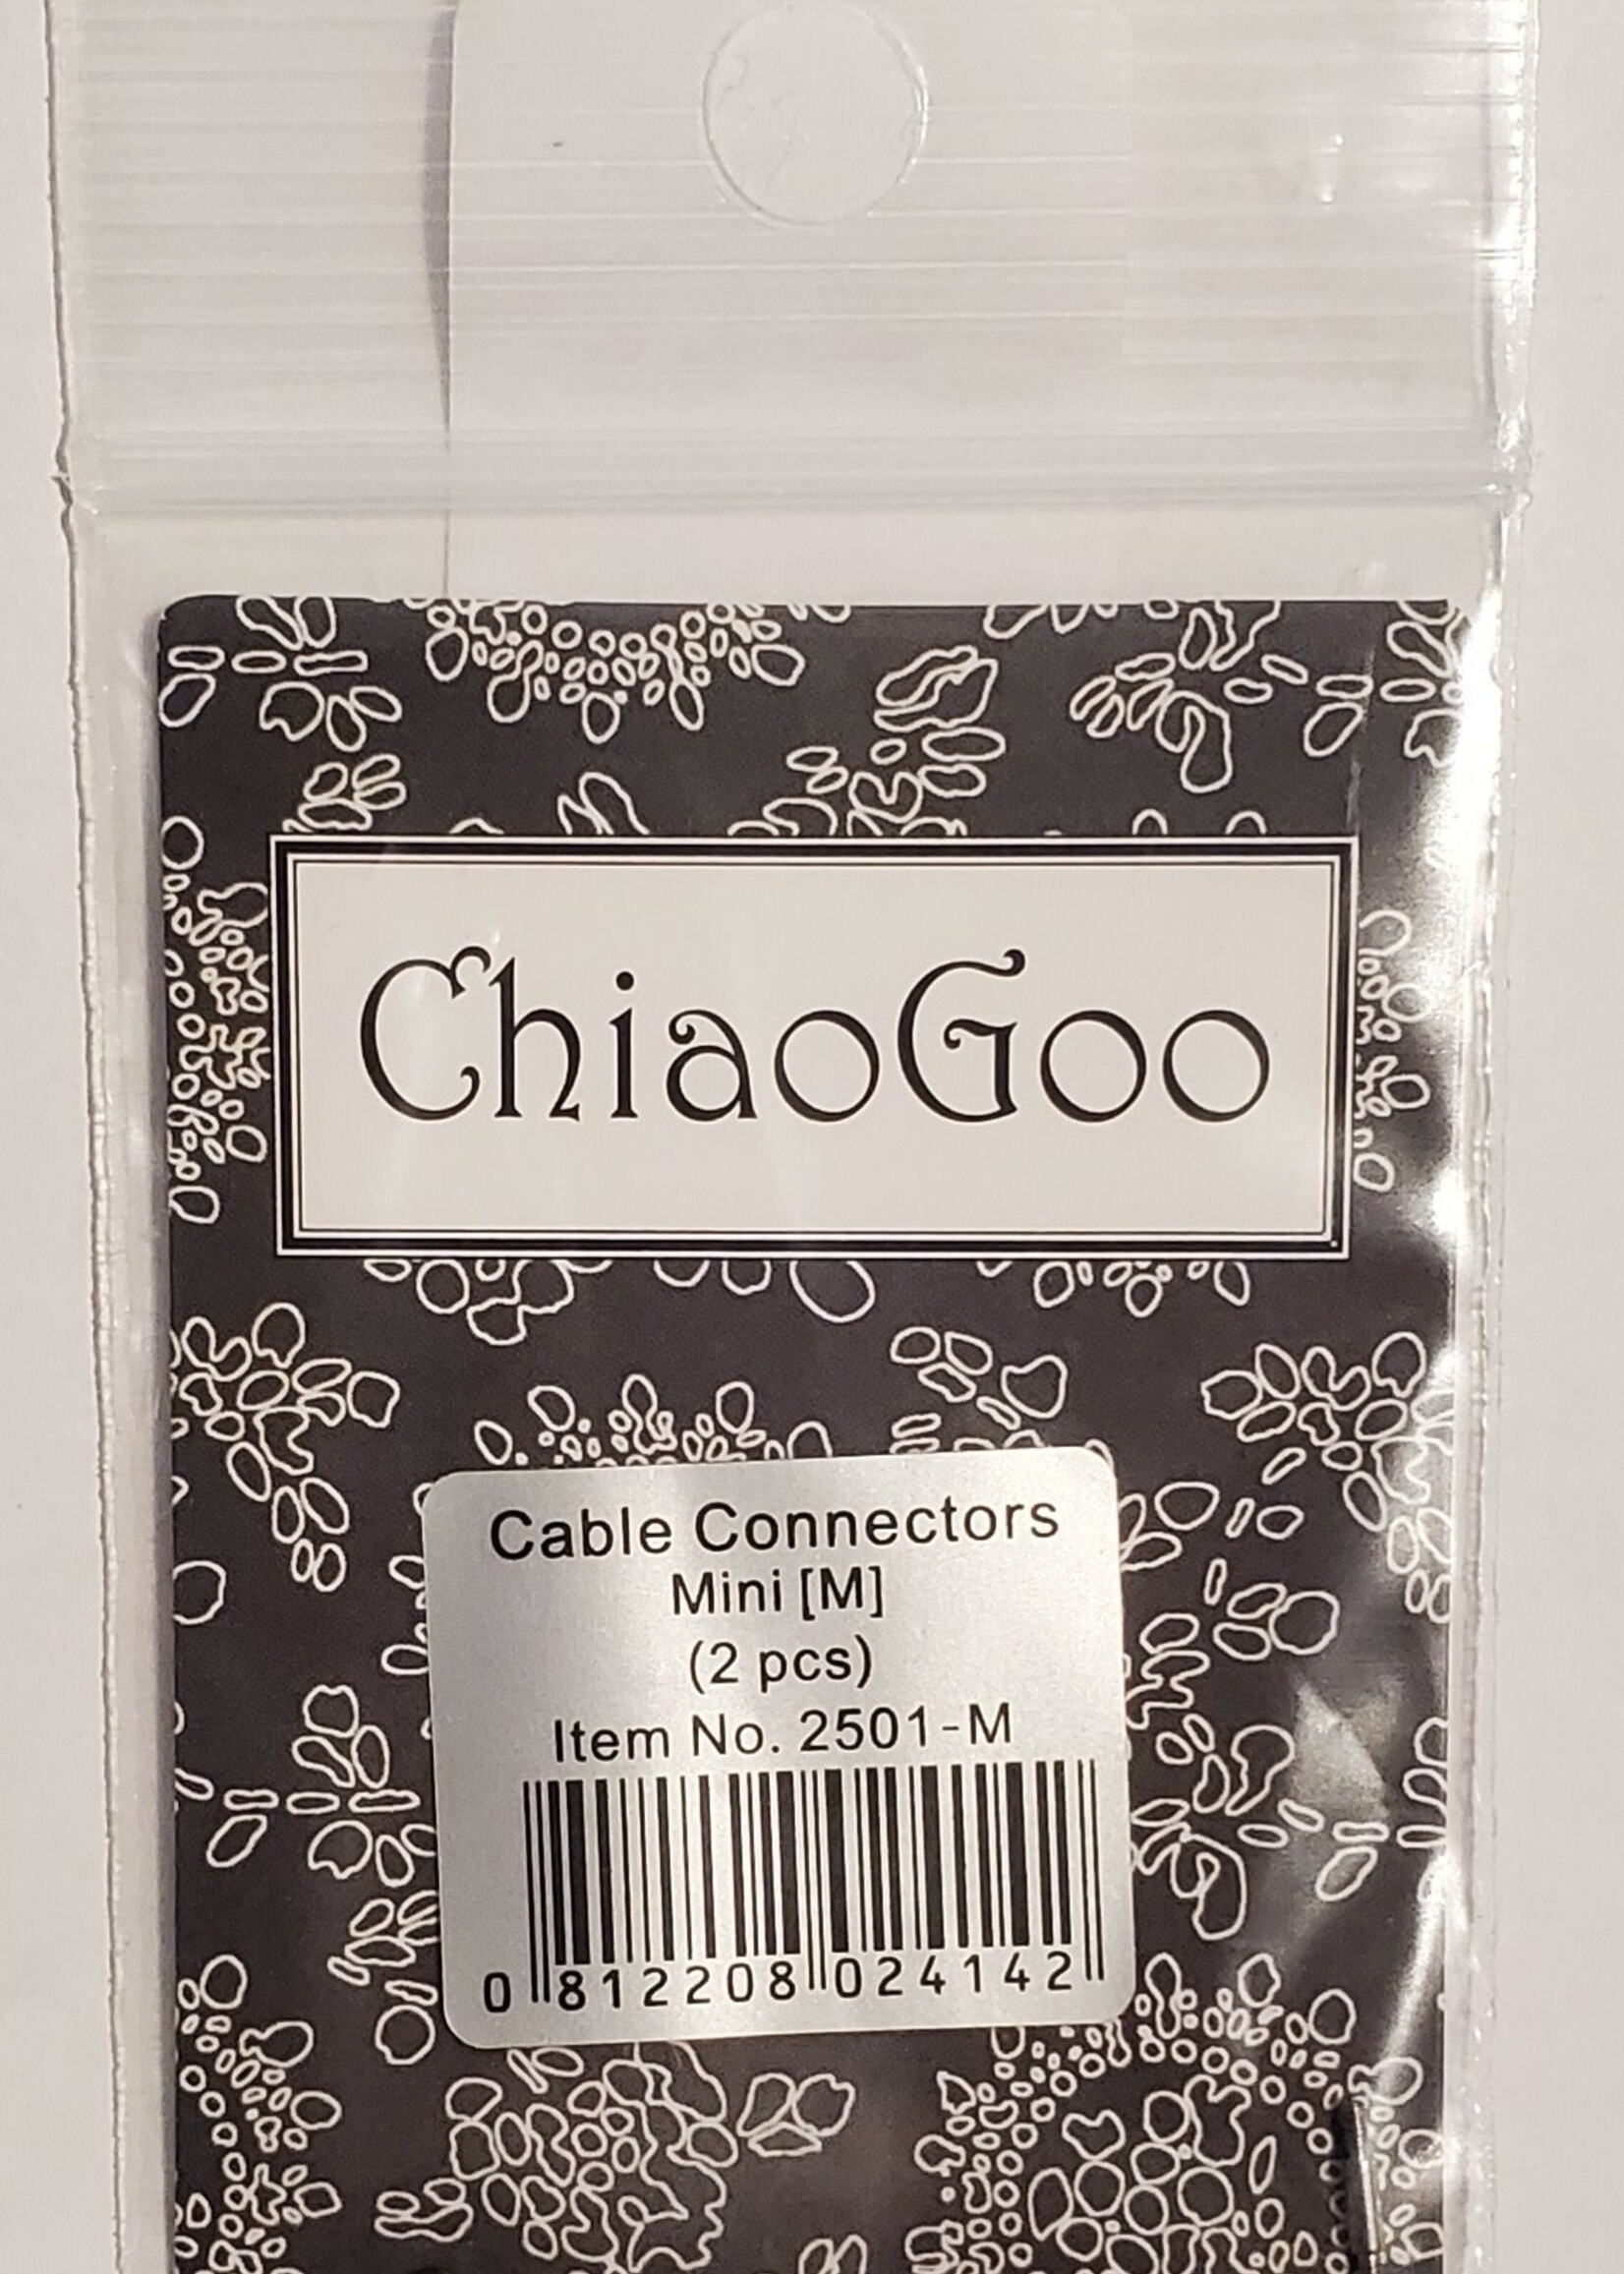 ChiaoGoo
Cable Connectors
Mini [M]
(2 pcs)
Item No. 2501-M
0 812208 024142